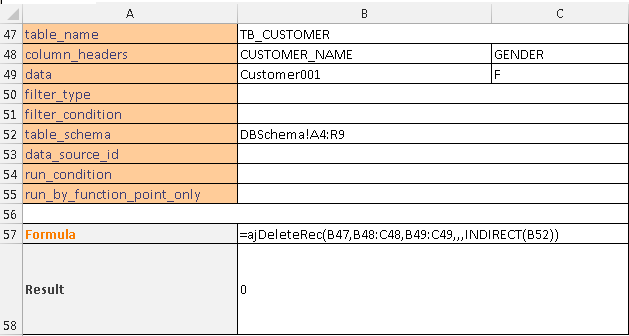 A B C
47 table_name TB_CUSTOMER
48 column_headers CUSTOMER_NAME GENDER
49 data Customer001 F
50 filter_type
51 filter_condition
52 table_schema DBSchema!A4:R9
53 data_source_id
54 run_condition
55 run_by_function_point_only
56
57 Formula =ajDeleteRec(B47,B48:C48,B49:C49,,,INDIRECT(B52))
58 Result 0